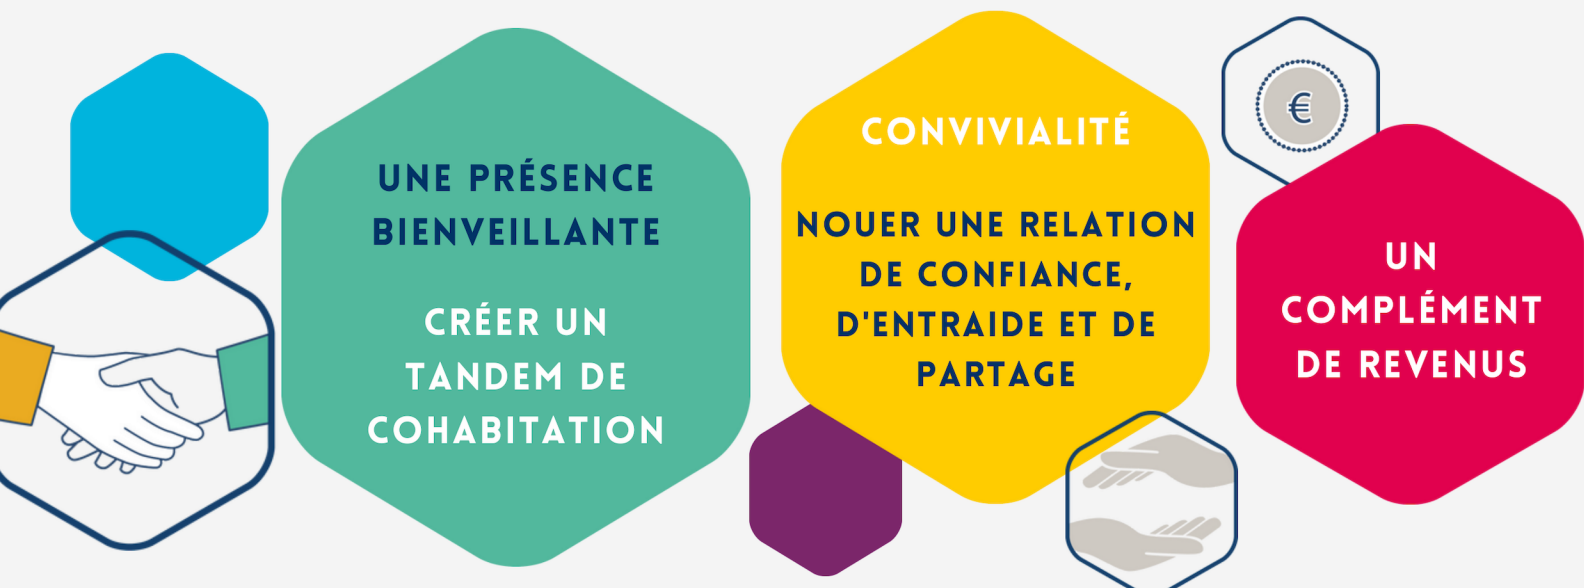 UNE PRÉSENCE
BIENVEILLANTE
CRÉER UN
TANDEM DE
COHABITATION
CONVIVIALITÉ
NOUER UNE RELATION
DE CONFIANCE,
D'ENTRAIDE ET DE
PARTAGE
€
UN
COMPLÉMENT
DE REVENUS